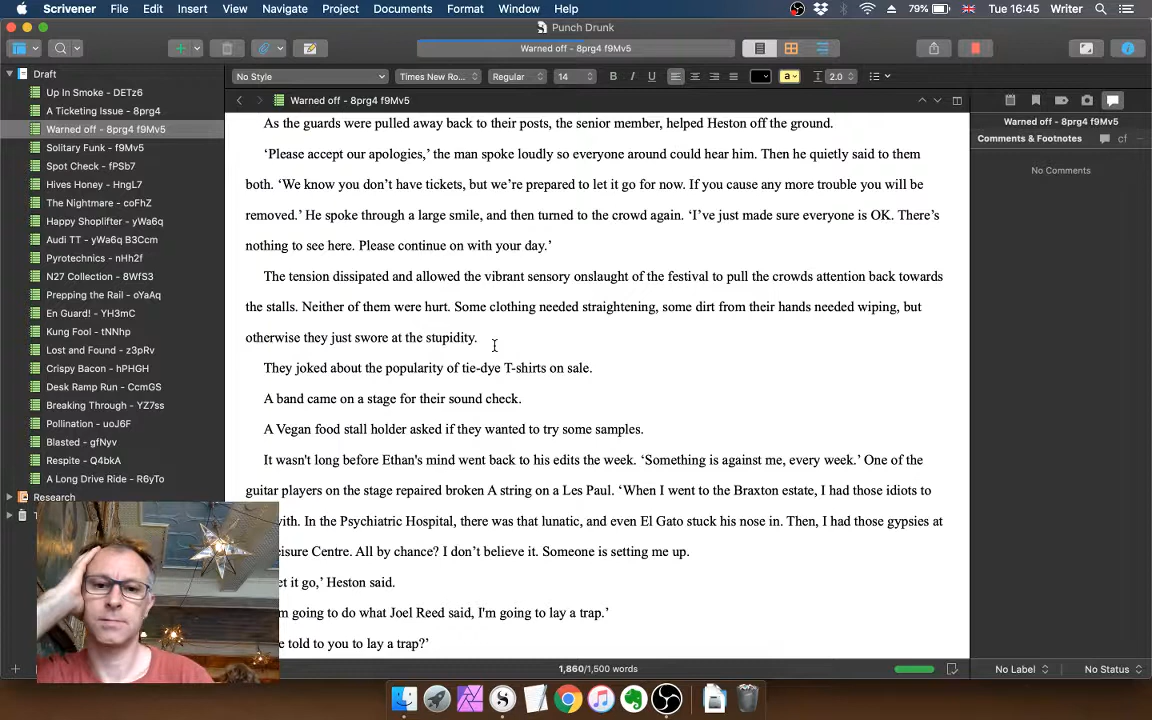 Scrivener File Edit Insert View Navigate Project Documents Format Window Help 79% Tue 16:45 Writer
Punch Drunk
Warned off - 8prg4 f9Mv5
No Style Times New Ro... Regular 14 B I U a 2.0
Draft
Up In Smoke - DETz6
A Ticketing Issue - 8prg4
Warned off - 8prg4 f9Mv5
Solitary Funk - f9Mv5
Spot Check - fPSb7
Hives Honey - HngL7
The Nightmare - coFhZ
Happy Shoplifter - yWa6q
Audi TT - yWa6q B3Ccm
Pyrotechnics - nHh2f
N27 Collection - 8WfS3
Prepping the Rail - oYaAq
En Guard! - YH3mC
Kung Fool - tNNhp
Lost and Found - z3pRv
Crispy Bacon - hPHGH
Desk Ramp Run - CcmGS
Breaking Through - YZ7ss
Pollination - uoJ6F
Blasted - gfNyv
Respite - Q4bkA
A Long Drive Ride - R6yTo
Research
Warned off - 8prg4 f9Mv5
As the guards were pulled away back to their posts, the senior member, helped Heston off the ground.
‘Please accept our apologies,’ the man spoke loudly so everyone around could hear him. Then he quietly said to them
both. ‘We know you don’t have tickets, but we’re prepared to let it go for now. If you cause any more trouble you will be
removed.’ He spoke through a large smile, and then turned to the crowd again. ‘I’ve just made sure everyone is OK. There’s
nothing to see here. Please continue on with your day.’
The tension dissipated and allowed the vibrant sensory onslaught of the festival to pull the crowds attention back towards
the stalls. Neither of them were hurt. Some clothing needed straightening, some dirt from their hands needed wiping, but
otherwise they just swore at the stupidity.
They joked about the popularity of tie-dye T-shirts on sale.
A band came on a stage for their sound check.
A Vegan food stall holder asked if they wanted to try some samples.
It wasn't long before Ethan's mind went back to his edits the week. ‘Something is against me, every week.’ One of the
guitar players on the stage repaired broken A string on a Les Paul. ‘When I went to the Braxton estate, I had those idiots to
with. In the Psychiatric Hospital, there was that lunatic, and even El Gato stuck his nose in. Then, I had those gypsies at
eisure Centre. All by chance? I don’t believe it. Someone is setting me up.
et it go,’ Heston said.
m going to do what Joel Reed said, I'm going to lay a trap.’
e told to you to lay a trap?’
1,860/1,500 words
Warned off - 8prg4 f9Mv5
Comments & Footnotes cf
No Comments
No Label No Status